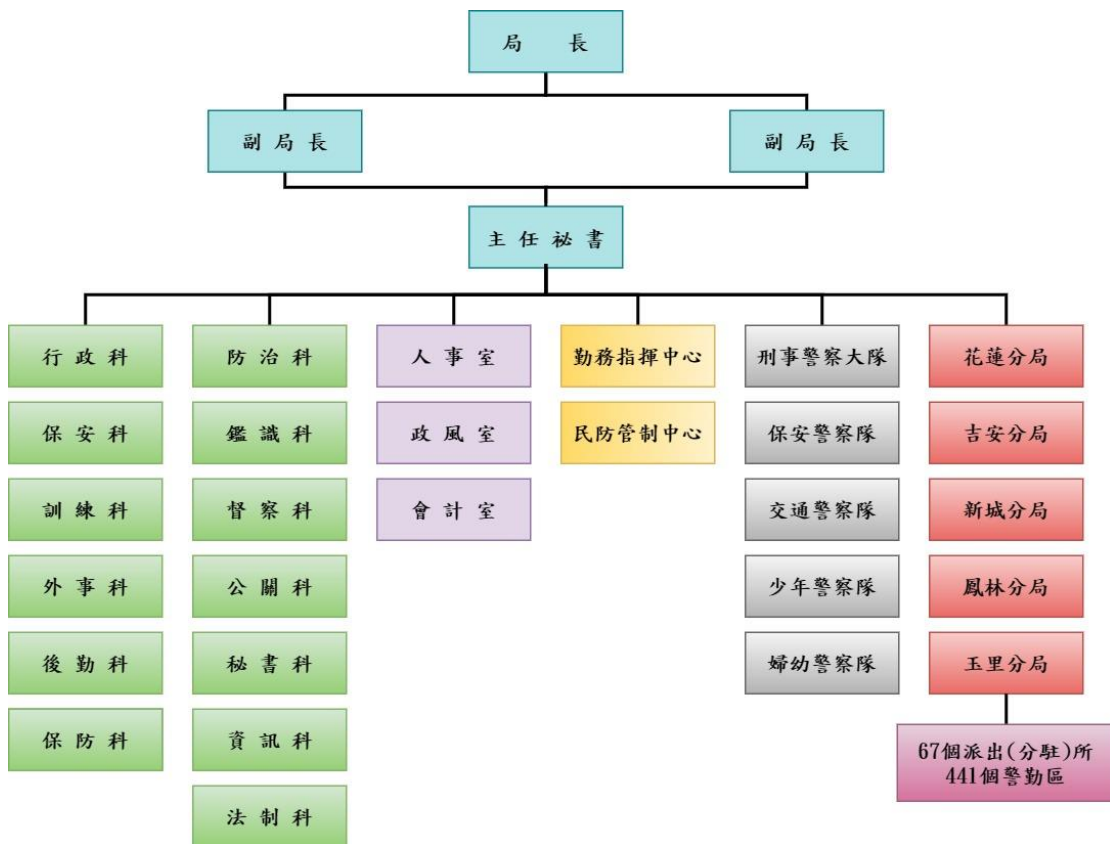 局 長
副 局 長
副 局 長
主 任 祕 書
行 政 科
防 治 科
人 事 室
勤務指揮中心
刑事警察大隊
花蓮分局
保 安 科
鑑 識 科
政 風 室
民防管制中心
保安警察隊
吉安分局
訓 練 科
督 察 科
會 計 室
交通警察隊
新城分局
外 事 科
公 關 科
少年警察隊
鳳林分局
後 勤 科
秘 書 科
婦幼警察隊
玉里分局
保 防 科
資 訊 科
67個派出(分駐)所
441個警勤區
法 制 科